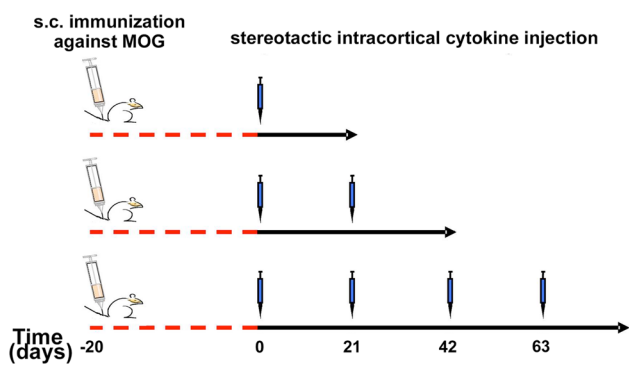 s.c. immunization
against MOG
stereotactic intracortical cytokine injection
Time
(days)
-20 0 21 42 63